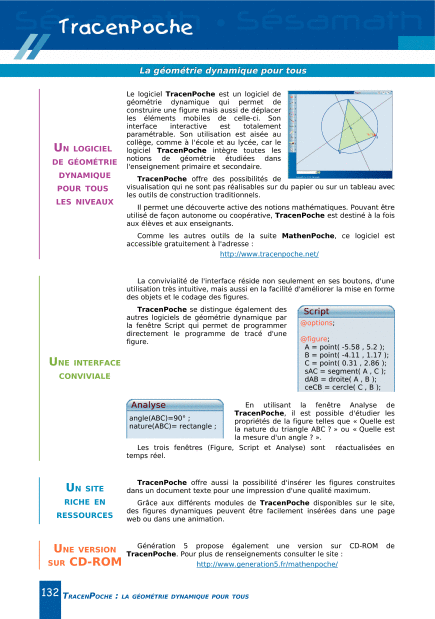 Sésamath • Sésamath
TracenPoche
La géométrie dynamique pour tous
UN LOGICIEL
DE GÉOMÉTRIE
DYNAMIQUE
POUR TOUS
LES NIVEAUX
Le logiciel TracenPoche est un logiciel de
géométrie dynamique qui permet de
construire une figure mais aussi de déplacer
les éléments mobiles de celle-ci. Son
interface interactive est totalement
paramétrable. Son utilisation est aisée au
collège, comme à l'école et au lycée, car le
logiciel TracenPoche intègre toutes les
notions de géométrie étudiées dans
l'enseignement primaire et secondaire.
TracenPoche offre des possibilités de
visualisation qui ne sont pas réalisables sur du papier ou sur un tableau avec
les outils de construction traditionnels.
Il permet une découverte active des notions mathématiques. Pouvant être
utilisé de façon autonome ou coopérative, TracenPoche est destiné à la fois
aux élèves et aux enseignants.
Comme les autres outils de la suite MathenPoche, ce logiciel est
accessible gratuitement à l'adresse :
http://www.tracenpoche.net/
UNE INTERFACE
CONVIVIALE
La convivialité de l'interface réside non seulement en ses boutons, d'une
utilisation très intuitive, mais aussi en la facilité d'améliorer la mise en forme
des objets et le codage des figures.
TracenPoche se distingue également des
autres logiciels de géométrie dynamique par
la fenêtre Script qui permet de programmer
directement le programme de tracé d'une
figure.
Script
@options;
@figure;
A = point( -5.58 , 5.2 );
B = point( -4.11 , 1.17 );
C = point( 0.31 , 2.86 );
sAC = segment( A , C );
dAB = droite( A , B );
ceCB = cercle( C , B );
Analyse
angle(ABC)=90° ;
nature(ABC)= rectangle ;
En utilisant la fenêtre Analyse de
TracenPoche, il est possible d'étudier les
propriétés de la figure telles que « Quelle est
la nature du triangle ABC ? » ou « Quelle est
la mesure d'un angle ? ».
Les trois fenêtres (Figure, Script et Analyse) sont réactualisées en
temps réel.
UN SITE
RICHE EN
RESSOURCES
TracenPoche offre aussi la possibilité d'insérer les figures construites
dans un document texte pour une impression d'une qualité maximum.
Grâce aux différents modules de TracenPoche disponibles sur le site,
des figures dynamiques peuvent être facilement insérées dans une page
web ou dans une animation.
UNE VERSION
SUR CD-ROM
Génération 5 propose également une version sur CD-ROM de
TracenPoche. Pour plus de renseignements consulter le site :
http://www.generation5.fr/mathenpoche/
132 TRACENPOCHE : LA GÉOMÉTRIE DYNAMIQUE POUR TOUS